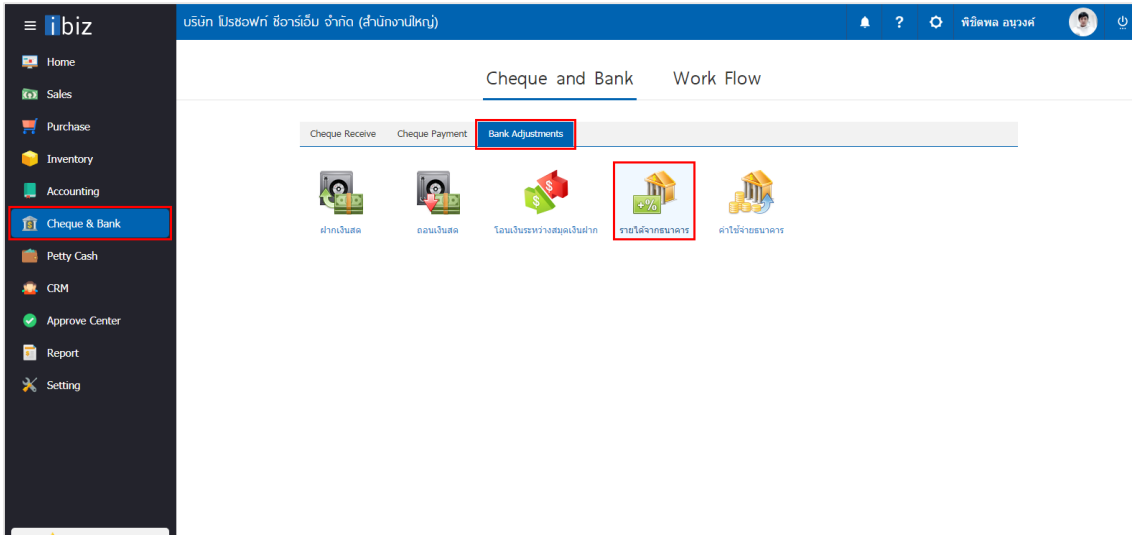 ibiz
บริษัท โปรซอฟท์ ซีอาร์เอ็ม จำกัด (สำนักงานใหญ่)
?
พิชิตพล อนุวงค์
Home
Sales
Purchase
Inventory
Accounting
Cheque & Bank
Petty Cash
CRM
Approve Center
Report
Setting
Cheque and Bank Work Flow
Cheque Receive Cheque Payment Bank Adjustments
ฝากเงินสด ถอนเงินสด โอนเงินระหว่างสมุดเงินฝาก รายได้จากธนาคาร ค่าใช้จ่ายธนาคาร